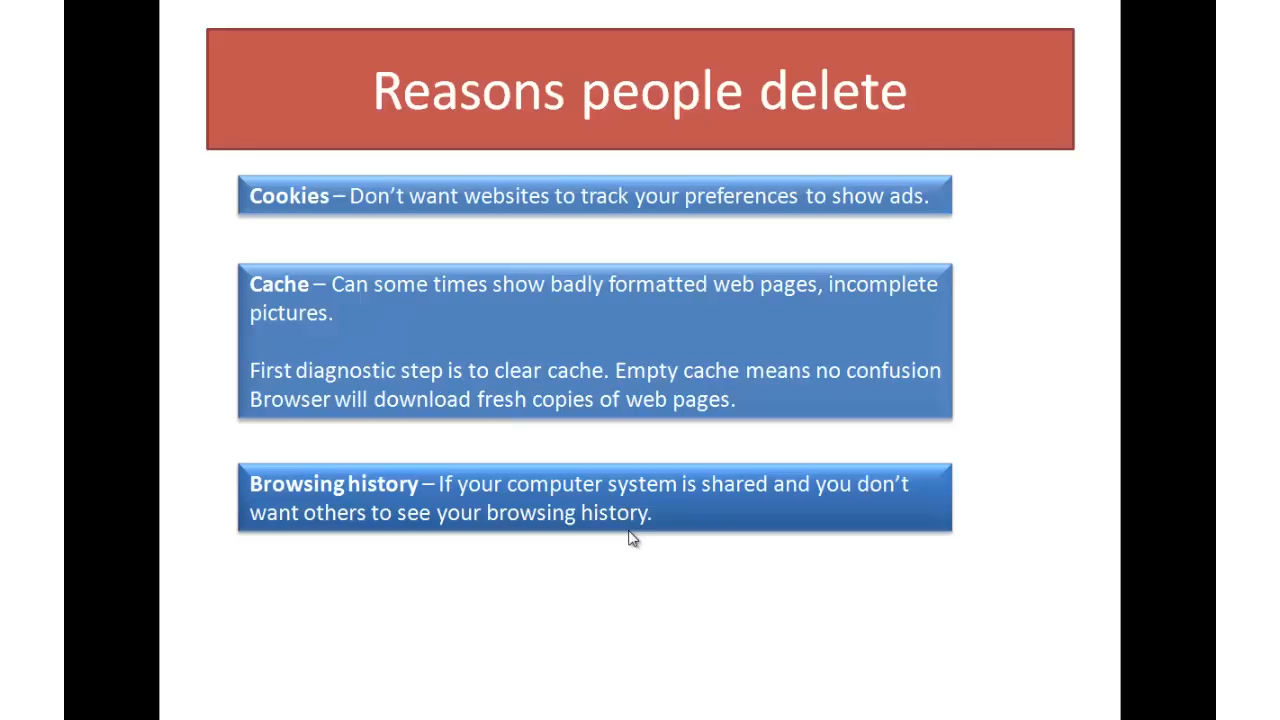 Reasons people delete
Cookies – Don't want websites to track your preferences to show ads.
Cache – Can some times show badly formatted web pages, incomplete
pictures.
First diagnostic step is to clear cache. Empty cache means no confusion
Browser will download fresh copies of web pages.
Browsing history – If your computer system is shared and you don't
want others to see your browsing history.